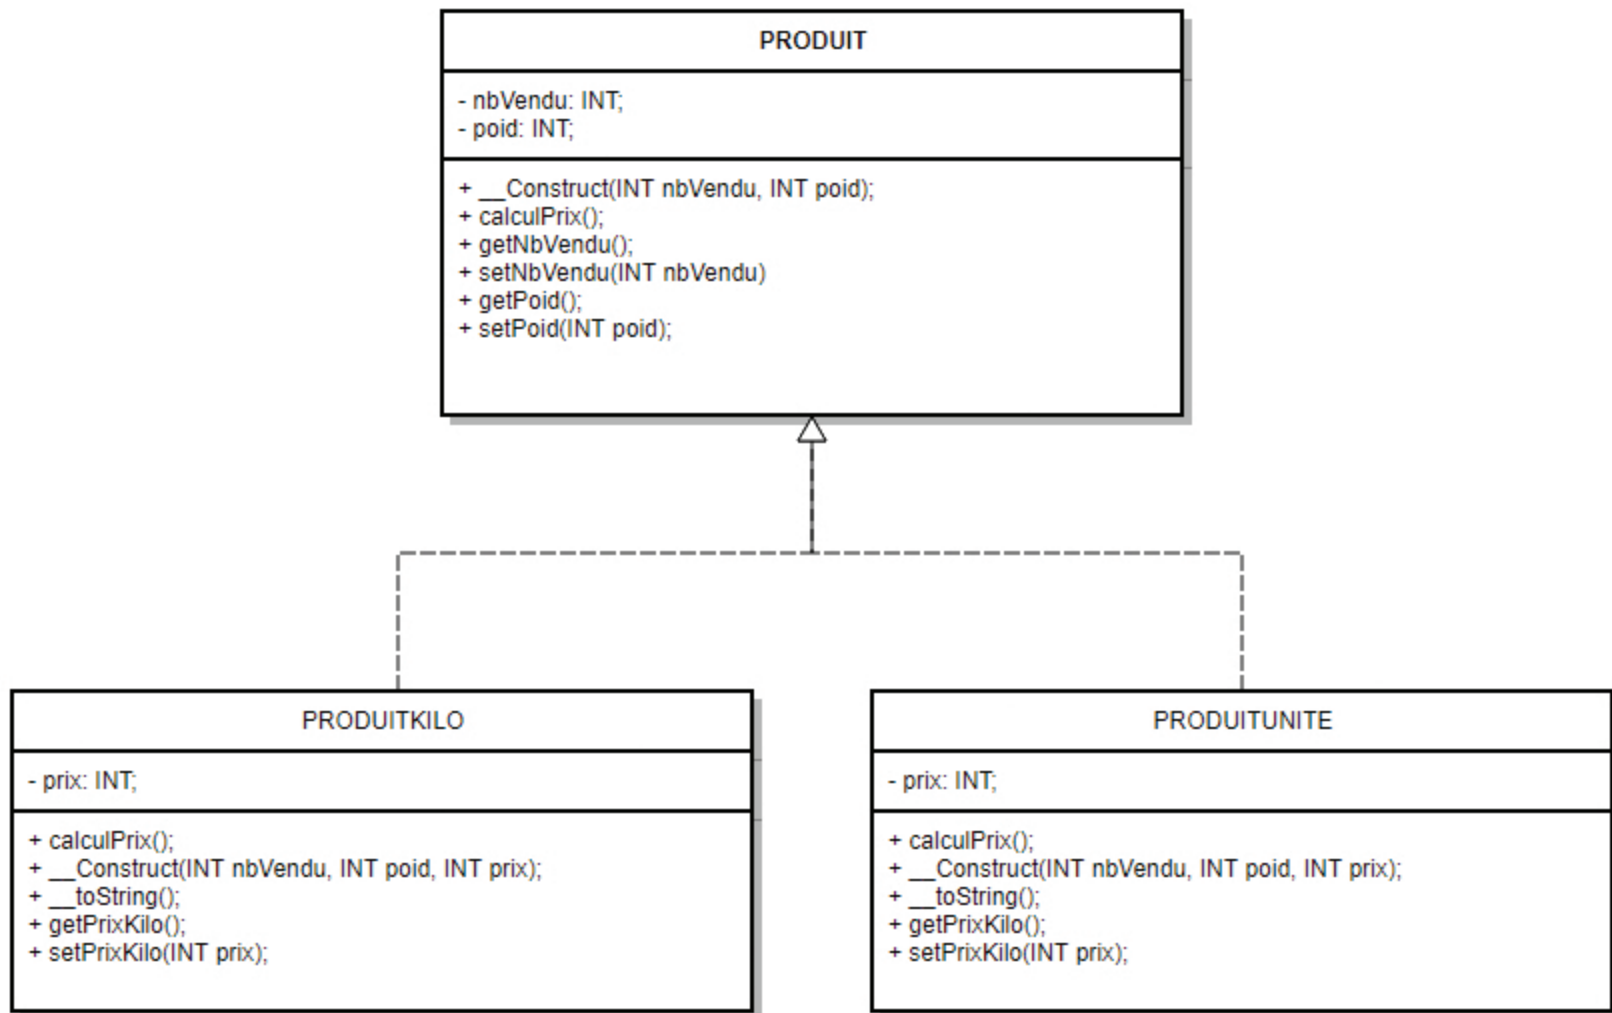 PRODUIT
- nbVendu: INT;
- poid: INT;
+ __Construct(INT nbVendu, INT poid);
+ calculPrix();
+ getNbVendu();
+ setNbVendu(INT nbVendu)
+ getPoid();
+ setPoid(INT poid);
PRODUITKILO
- prix: INT;
+ calculPrix();
+ __Construct(INT nbVendu, INT poid, INT prix);
+ __toString();
+ getPrixKilo();
+ setPrixKilo(INT prix);
PRODUITUNITE
- prix: INT;
+ calculPrix();
+ __Construct(INT nbVendu, INT poid, INT prix);
+ __toString();
+ getPrixKilo();
+ setPrixKilo(INT prix);